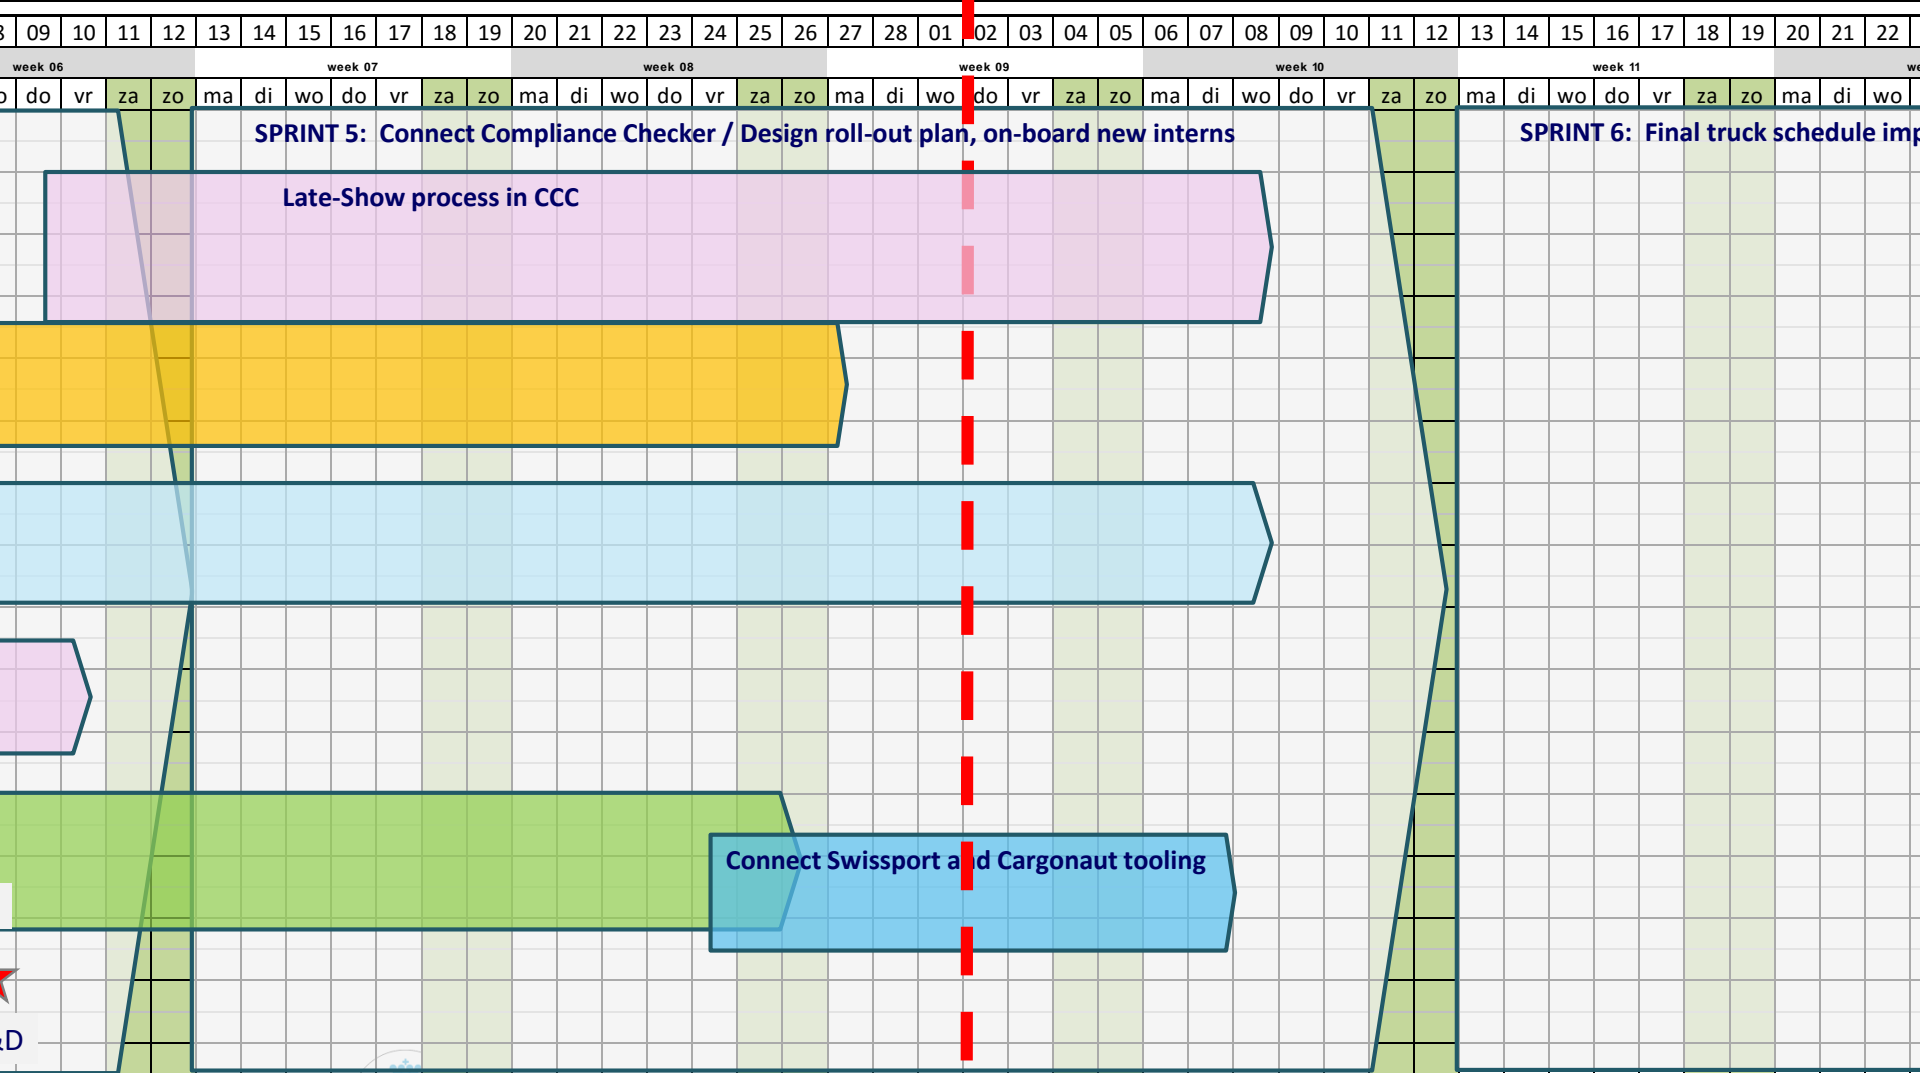 09 10 11 12 13 14 15 16 17 18 19 20 21 22 23 24 25 26 27 28 01 02 03 04 05 06 07 08 09 10 11 12 13 14 15 16 17 18 19 20 21 22
week 06 week 07 week 08 week 09 week 10 week 11
do vr za zo ma di wo do vr za zo ma di wo do vr za zo ma di wo do vr za zo ma di wo do vr za zo ma di wo do vr za zo ma di wo
SPRINT 5: Connect Compliance Checker / Design roll-out plan, on-board new interns
SPRINT 6: Final truck schedule
Late-Show process in CCC
Connect Swissport and Cargonaut tooling
&D